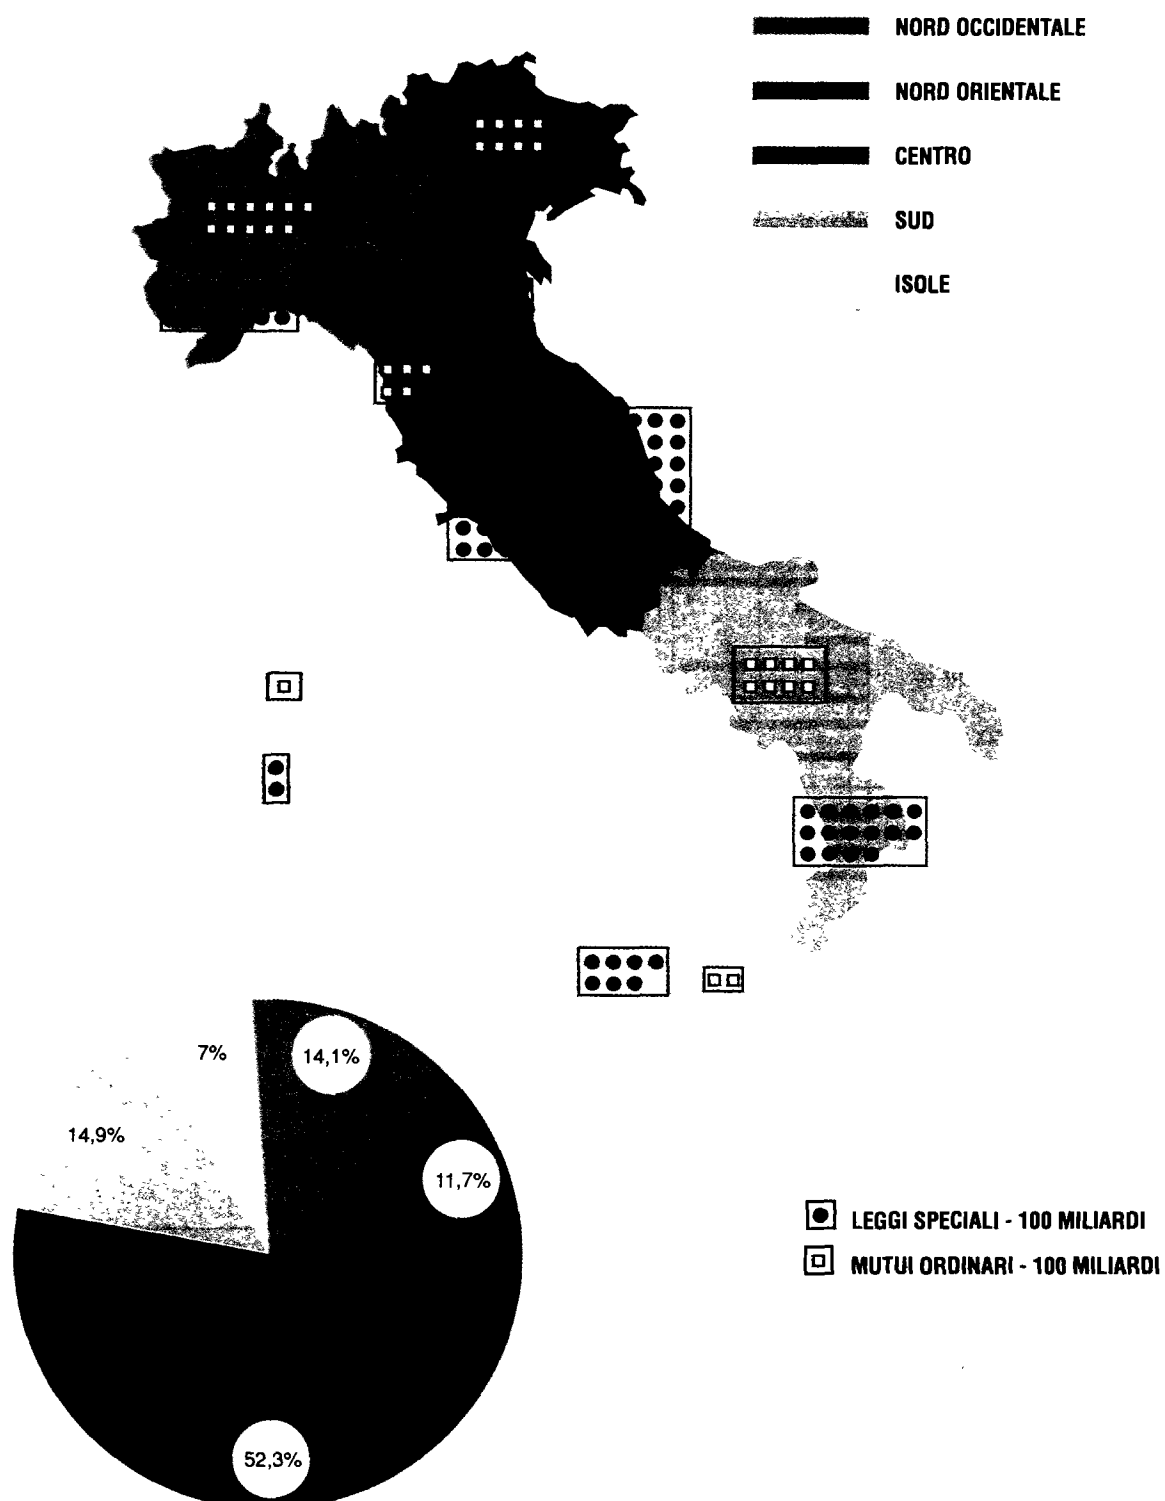 NORD OCCIDENTALE
NORD ORIENTALE
CENTRO
SUD
ISOLE
7%
14,1%
14,9%
11,7%
52,3%
LEGGI SPECIALI - 100 MILIARDI
MUTUI ORDINARI - 100 MILIARDI